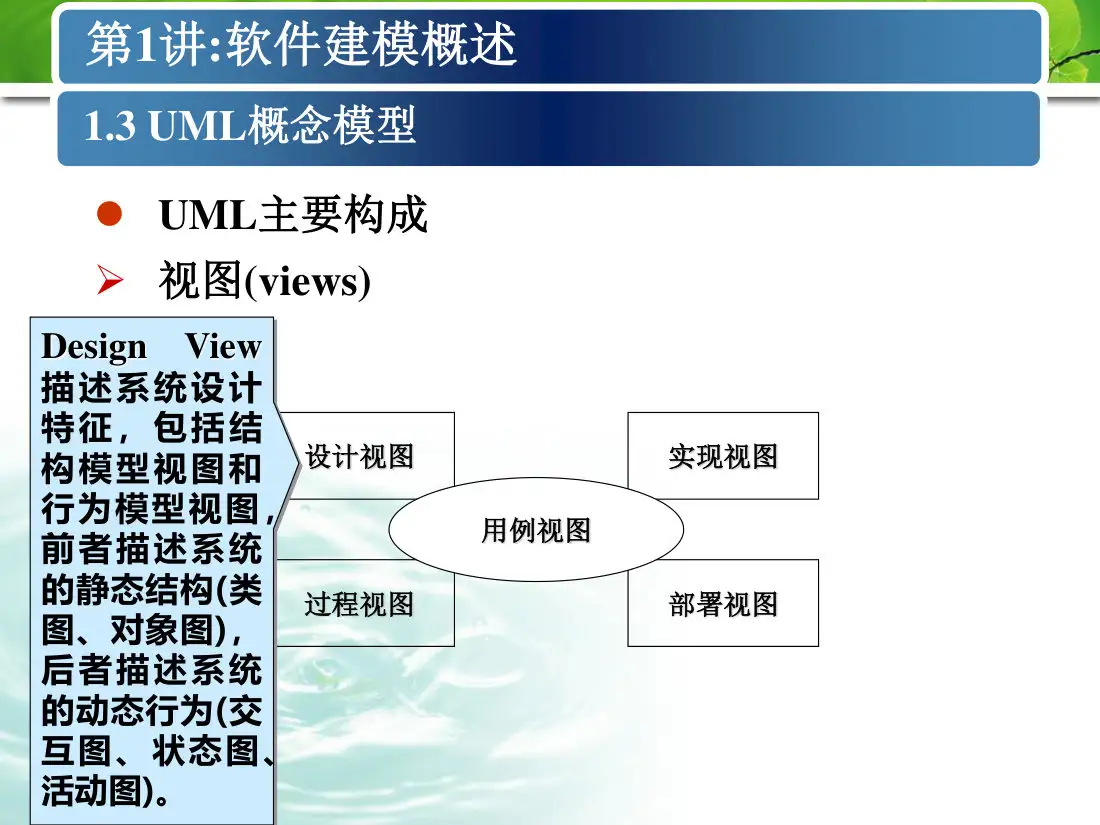 第1讲:软件建模概述
1.3 UML概念模型
UML主要构成
视图(views)
Design View
描述系统设计
特征，包括结
构模型视图和
行为模型视图，
前者描述系统
的静态结构(类
图、对象图)，
后者描述系统
的动态行为(交
互图、状态图、
活动图)。
设计视图
实现视图
用例视图
过程视图
部署视图